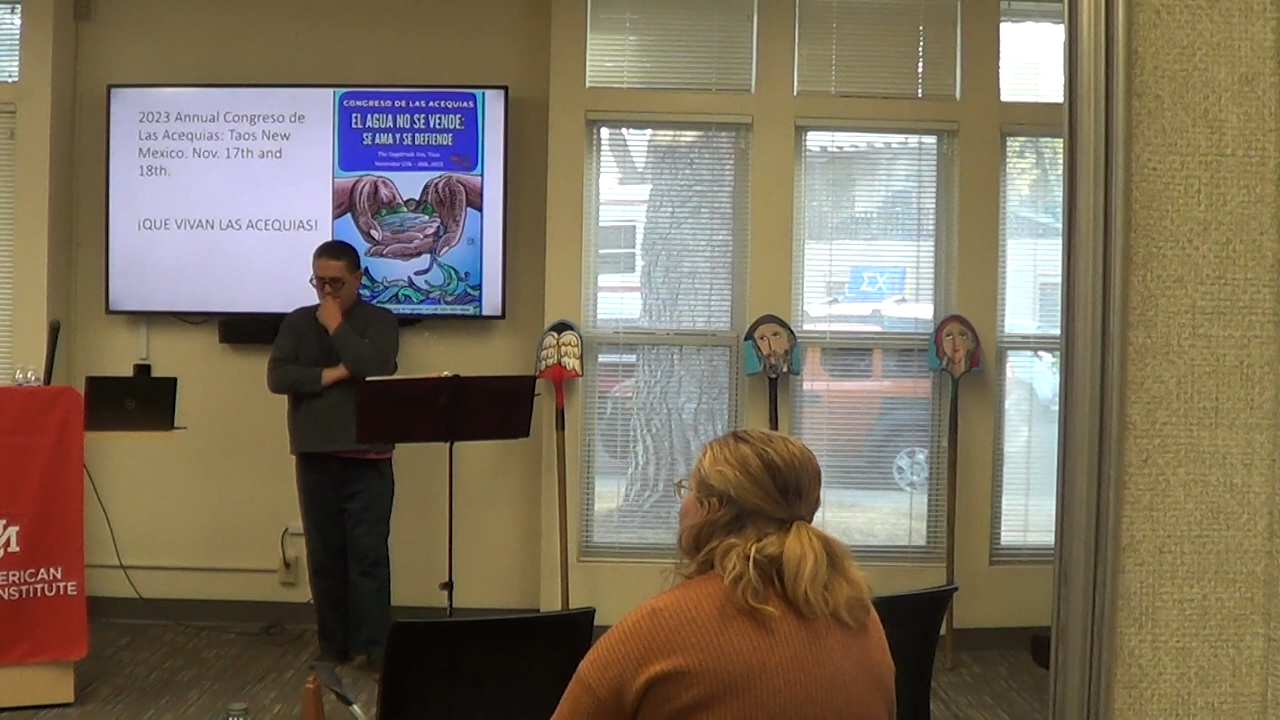 2023 Annual Congreso de
Las Acequias: Taos New
Mexico. Nov. 17th and
18th.
¡QUE VIVAN LAS ACEQUIAS!
CONGRESO DE LAS ACEQUIAS
EL AGUA NO SE VENDE:
SE AMA Y SE DEFIENDE
ΣΧ
ERICAN
NSTITUTE